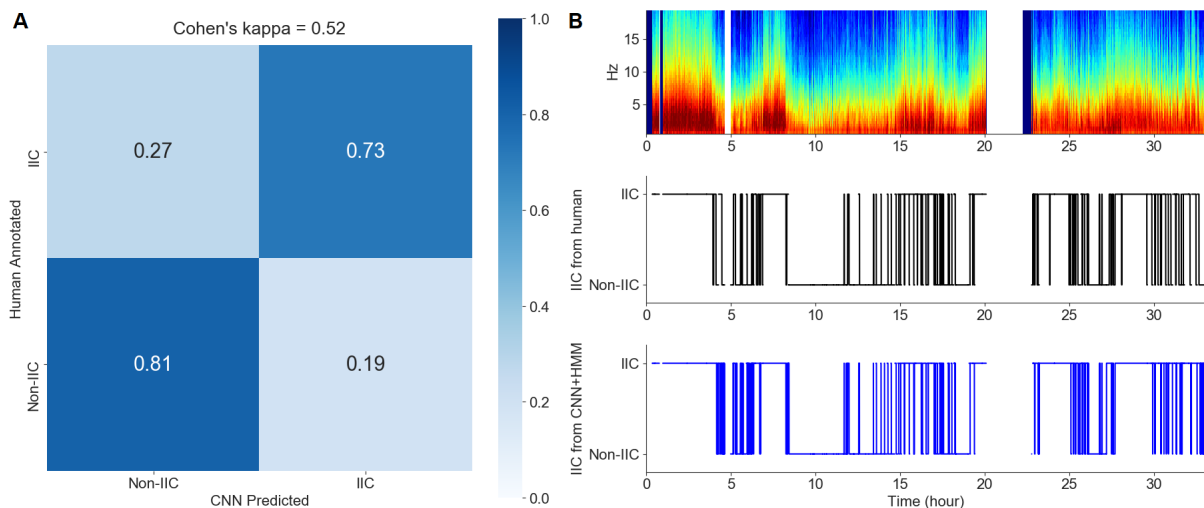 A
Cohen's kappa = 0.52
Human Annotated
IIC
Non-IIC
0.27
0.73
0.81
0.19
Non-IIC
IIC
CNN Predicted
1.0
0.8
0.6
0.4
0.2
0.0
B
Hz
15
10
5
0
5
10
15
20
25
30
IIC from human
IIC
Non-IIC
0
5
10
15
20
25
30
IIC from CNN+HMM
IIC
Non-IIC
0
5
10
15
20
25
30
Time (hour)